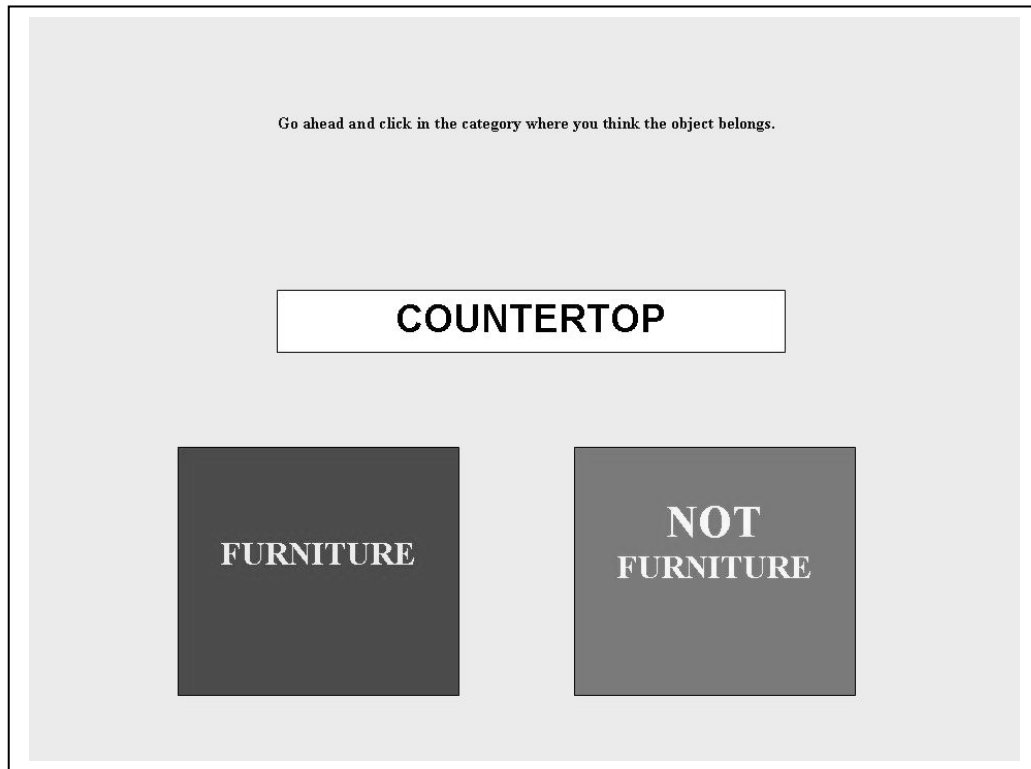 Go ahead and click in the category where you think the object belongs.
COUNTERTOP
FURNITURE
NOT
FURNITURE